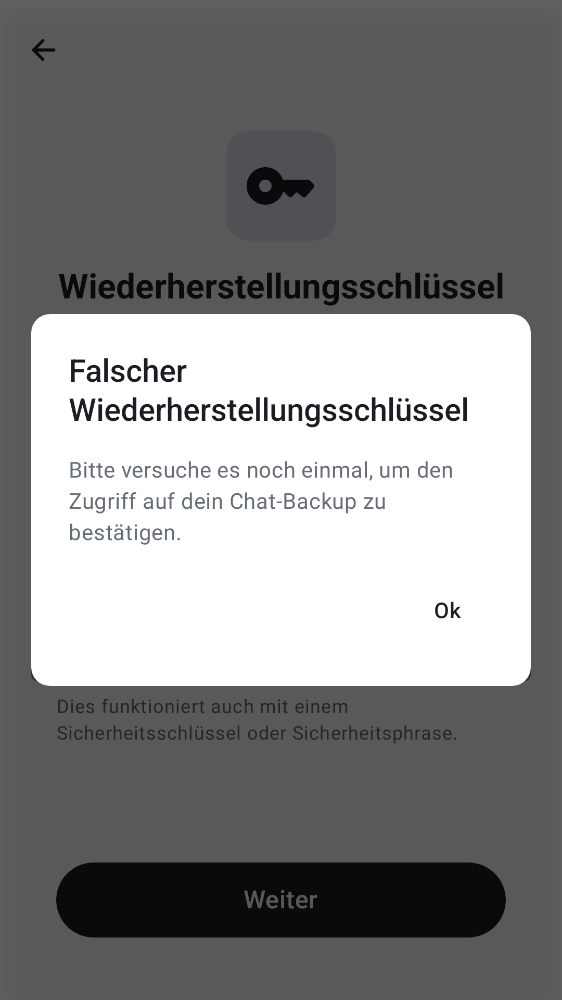 Wiederherstellungsschlüssel
Falscher
Wiederherstellungsschlüssel
Bitte versuche es noch einmal, um den
Zugriff auf dein Chat-Backup zu
bestätigen.
Ok
Dies funktioniert auch mit einem
Sicherheitsschlüssel oder Sicherheitsphrase.
Weiter